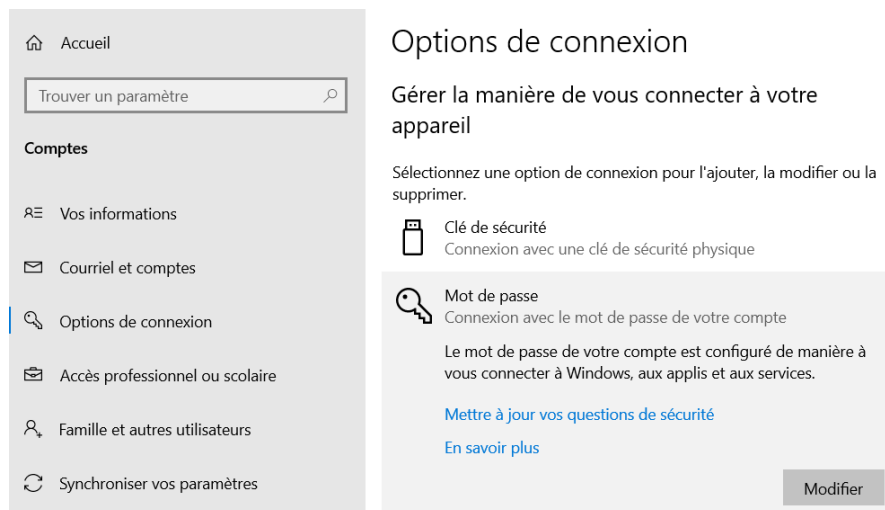 Accueil
Trouver un paramètre
Comptes
Vos informations
Courriel et comptes
Options de connexion
Accès professionnel ou scolaire
Famille et autres utilisateurs
Synchroniser vos paramètres
Options de connexion
Gérer la manière de vous connecter à votre
appareil
Sélectionnez une option de connexion pour l'ajouter, la modifier ou la
supprimer.
Clé de sécurité
Connexion avec une clé de sécurité physique
Mot de passe
Connexion avec le mot de passe de votre compte
Le mot de passe de votre compte est configuré de manière à
vous connecter à Windows, aux applis et aux services.
Mettre à jour vos questions de sécurité
En savoir plus
Modifier